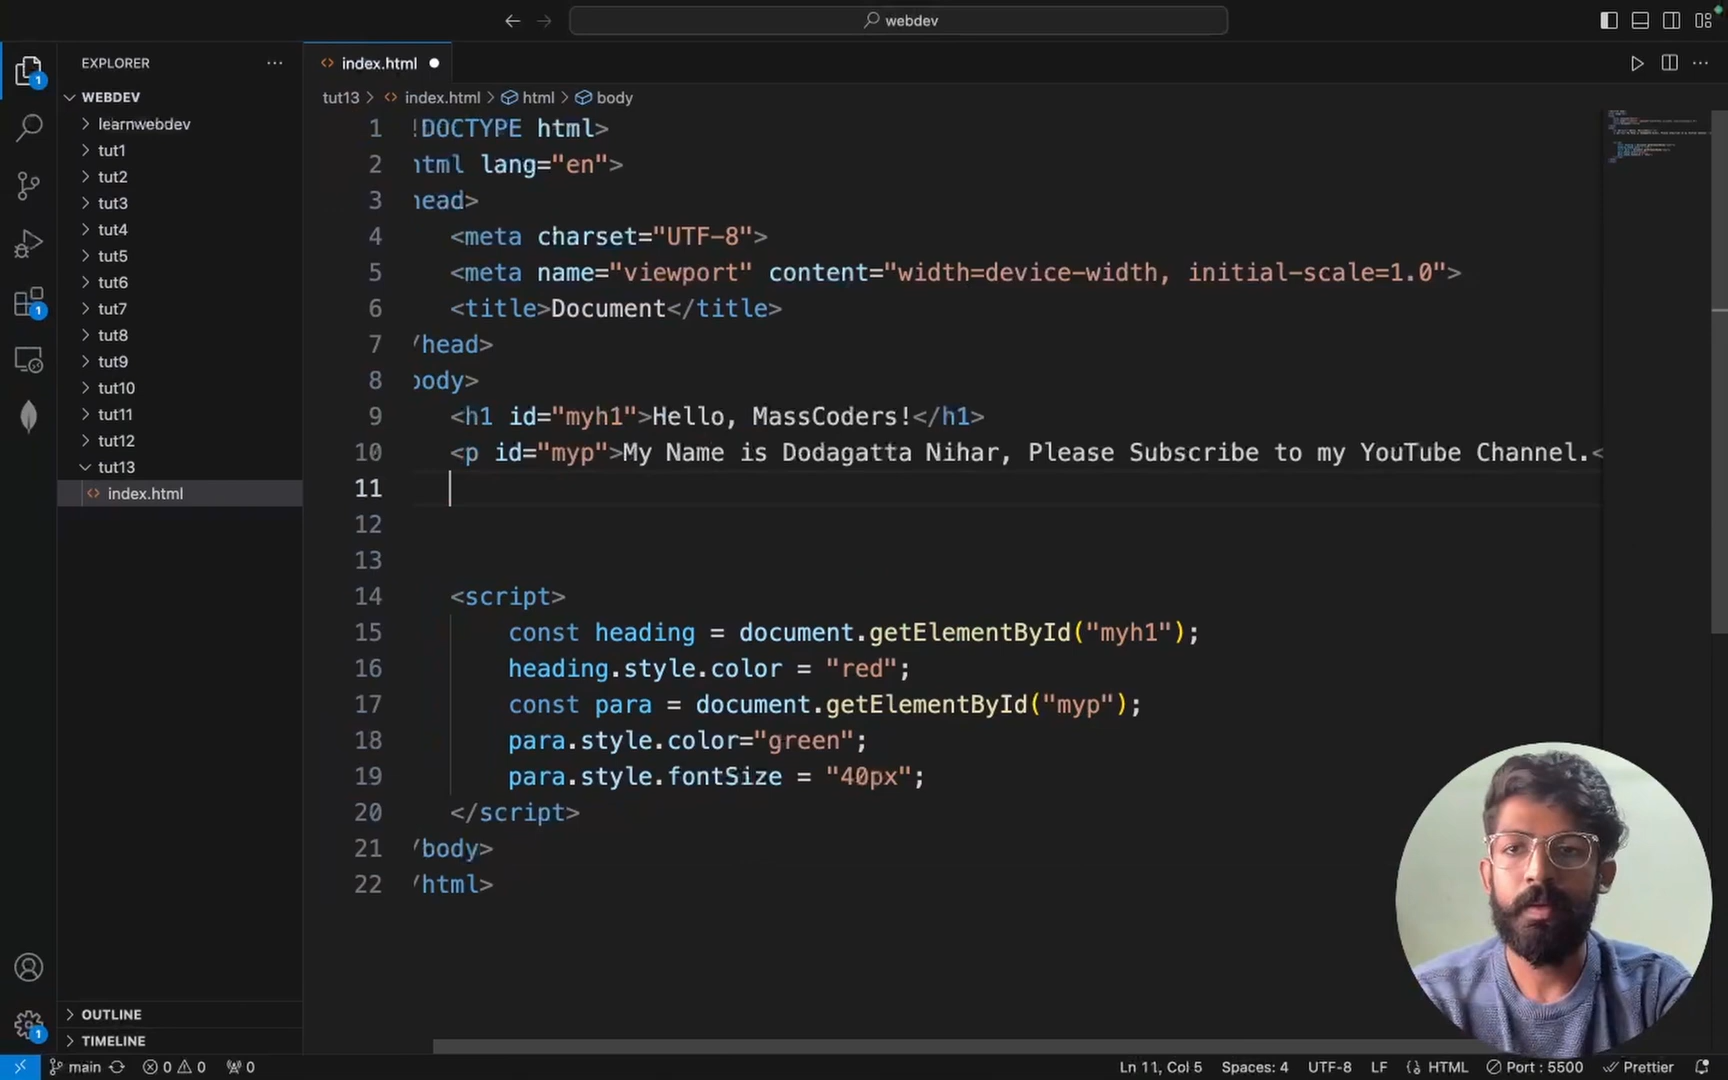 webdev
EXPLORER
WEBDEV
learnwebdev
tut1
tut2
tut3
tut4
tut5
tut6
tut7
tut8
tut9
tut10
tut11
tut12
tut13
index.html
OUTLINE
TIMELINE
1
1
1
index.html
tut13 > index.html > html > body
1 !DOCTYPE html>
2 html lang="en">
3 head>
4 <meta charset="UTF-8">
5 <meta name="viewport" content="width=device-width, initial-scale=1.0">
6 <title>Document</title>
7 /head>
8 body>
9 <h1 id="myh1">Hello, MassCoders!</h1>
10 <p id="myp">My Name is Dodagatta Nihar, Please Subscribe to my YouTube Channel.<
11
12
13
14 <script>
15 const heading = document.getElementById("myh1");
16 heading.style.color = "red";
17 const para = document.getElementById("myp");
18 para.style.color="green";
19 para.style.fontSize = "40px";
20 </script>
21 /body>
22 /html>
main 0 0 0 Ln 11, Col 5 Spaces: 4 UTF-8 LF HTML Port : 5500 Prettier